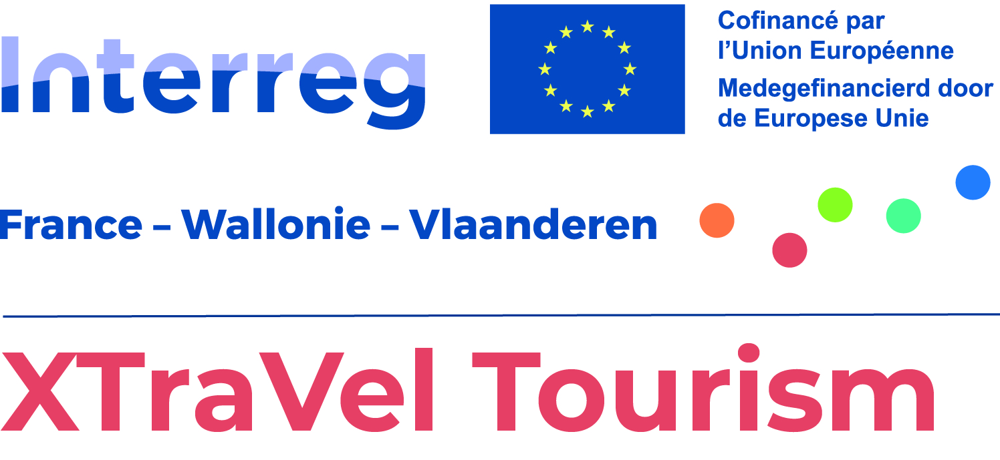 Interreg
Cofinancé par
l’Union Européenne
Medegefinancierd door
de Europese Unie
France – Wallonie – Vlaanderen
XTraVel Tourism